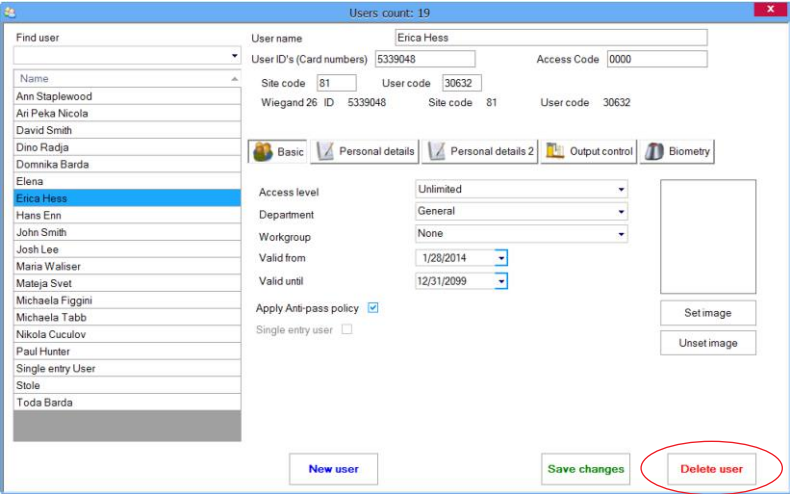 Users count: 19
x
Find user
Name
Ann Staplewood
Ari Peka Nicola
David Smith
Dino Radja
Domnika Barda
Elena
Erica Hess
Hans Enn
John Smith
Josh Lee
Maria Waliser
Mateja Svet
Michaela Figgini
Michaela Tabb
Nikola Cuculov
Paul Hunter
Single entry User
Stole
Toda Barda
User name Erica Hess
User ID's (Card numbers) 5339048 Access Code 0000
Site code 81 User code 30632
Wiegand 26 ID 5339048 Site code 81 User code 30632
Basic Personal details Personal details 2 Output control Biometry
Access level Unlimited
Department General
Workgroup None
Valid from 1/28/2014
Valid until 12/31/2099
Apply Anti-pass policy
Single entry user
Set image
Unset image
New user Save changes Delete user